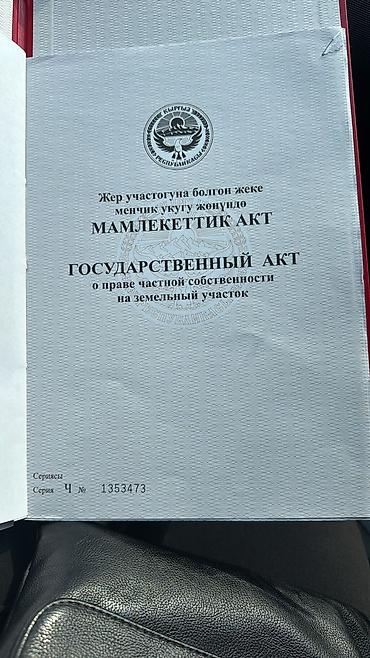 Жер участогуна болгон жеке
менчик укугу жөнүндө
МАМЛЕКЕТТИК АКТ
ГОСУДАРСТВЕННЫЙ АКТ
о праве частной собственности
на земельный участок
Сериясы
Серия Ч № 1353473